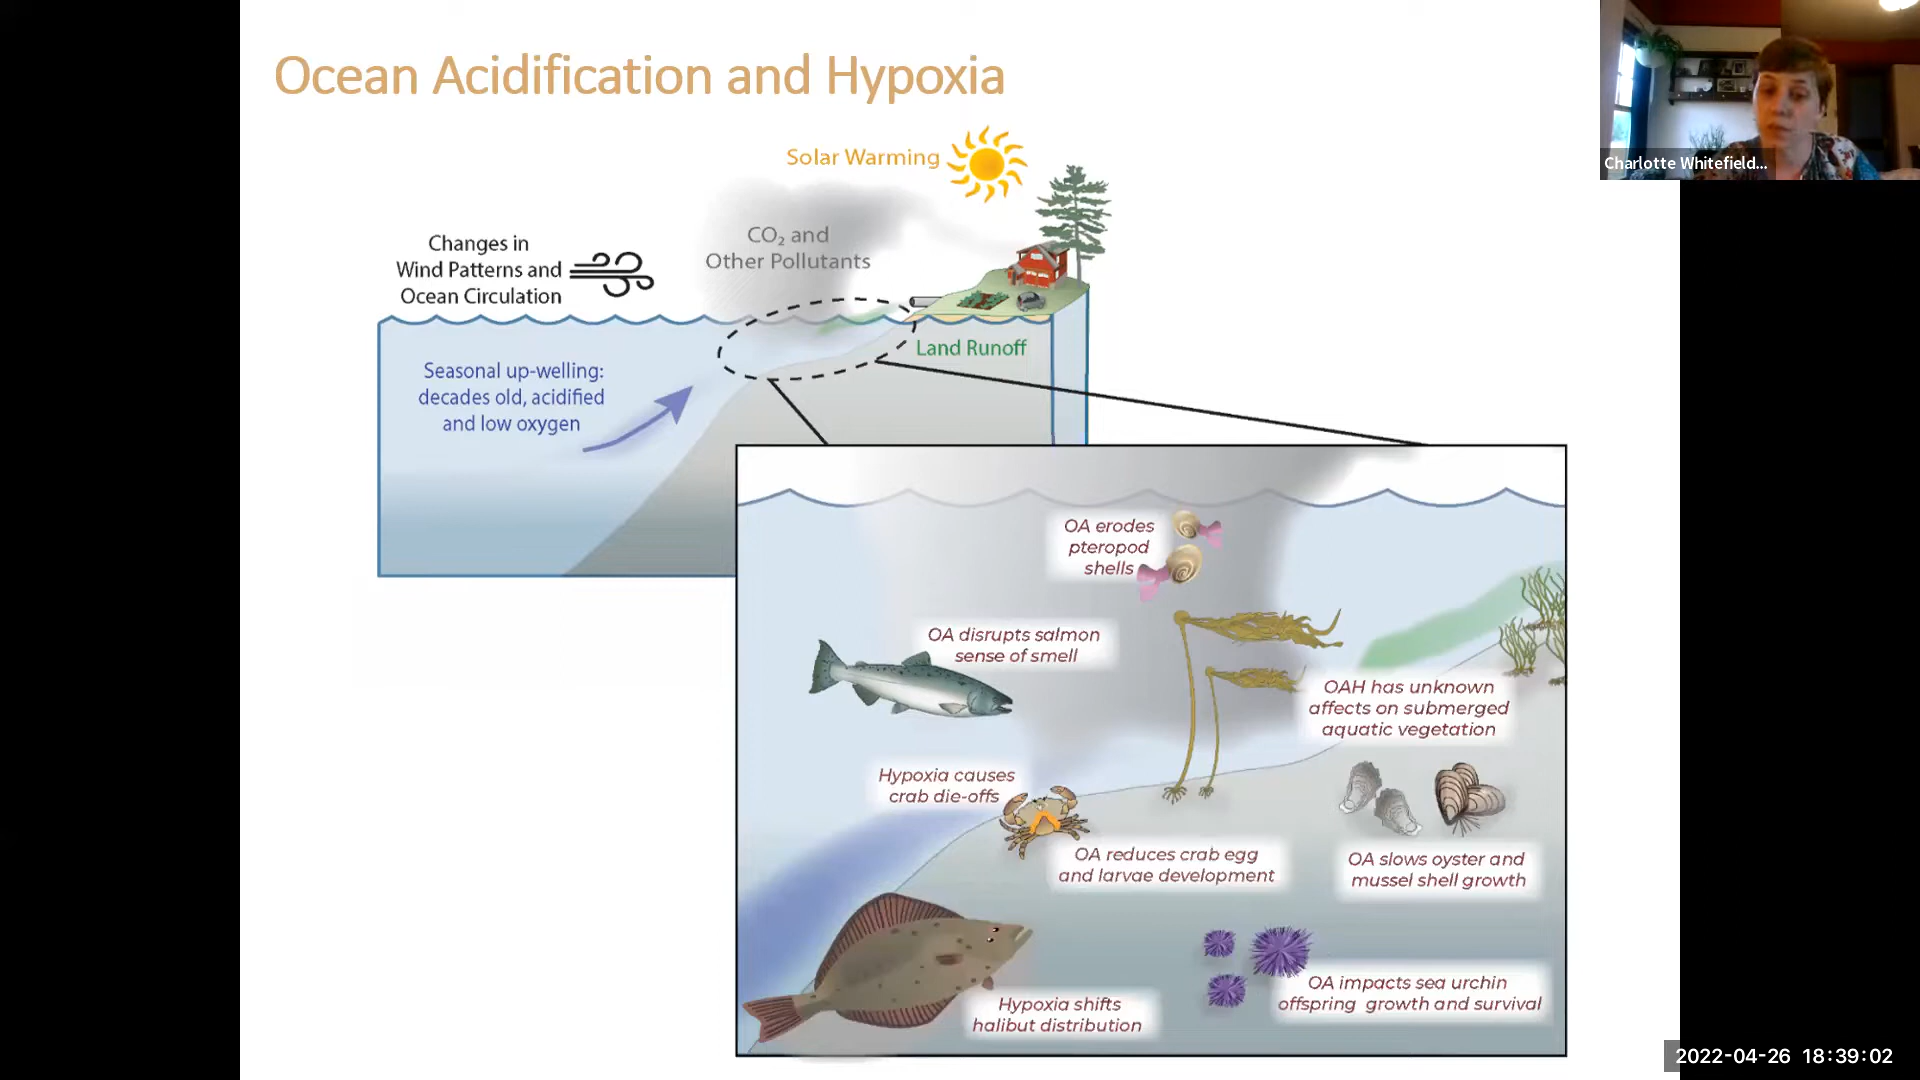 Ocean Acidification and Hypoxia
Charlotte Whitefield...
Solar Warming
CO₂ and
Other Pollutants
Changes in
Wind Patterns and
Ocean Circulation
Land Runoff
Seasonal up-welling:
decades old, acidified
and low oxygen
OA erodes
pteropod
shells
OA disrupts salmon
sense of smell
OAH has unknown
affects on submerged
aquatic vegetation
Hypoxia causes
crab die-offs
OA reduces crab egg
and larvae development
OA slows oyster and
mussel shell growth
OA impacts sea urchin
offspring growth and survival
Hypoxia shifts
halibut distribution
2022-04-26 18:39:02